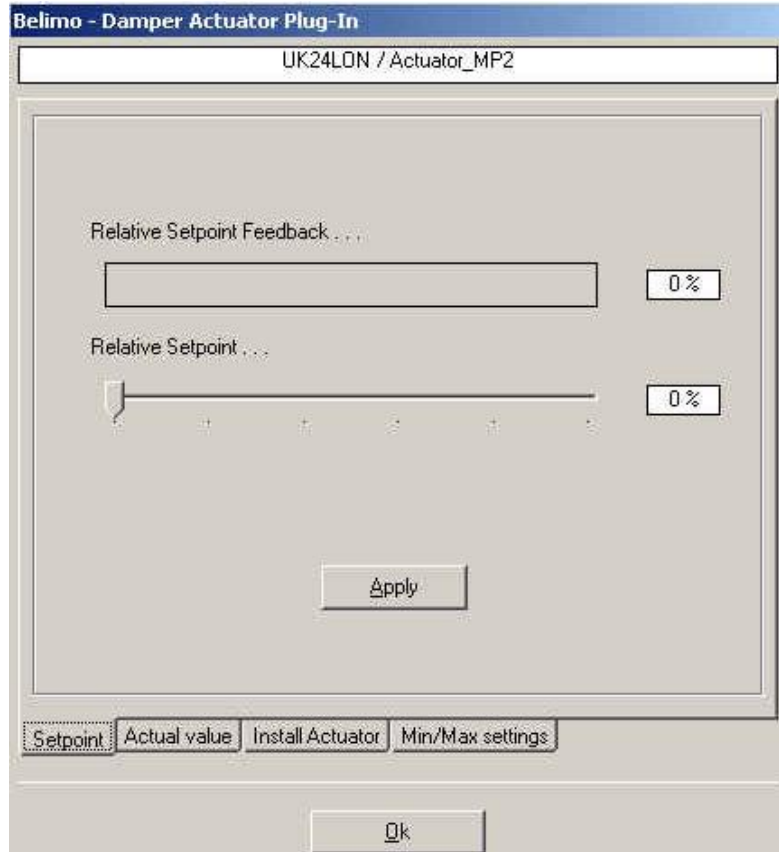 Belimo - Damper Actuator Plug-In
UK24LON / Actuator_MP2
Relative Setpoint Feedback . . .
0 %
Relative Setpoint . . .
0 %
Apply
Setpoint Actual value Install Actuator Min/Max settings
Ok